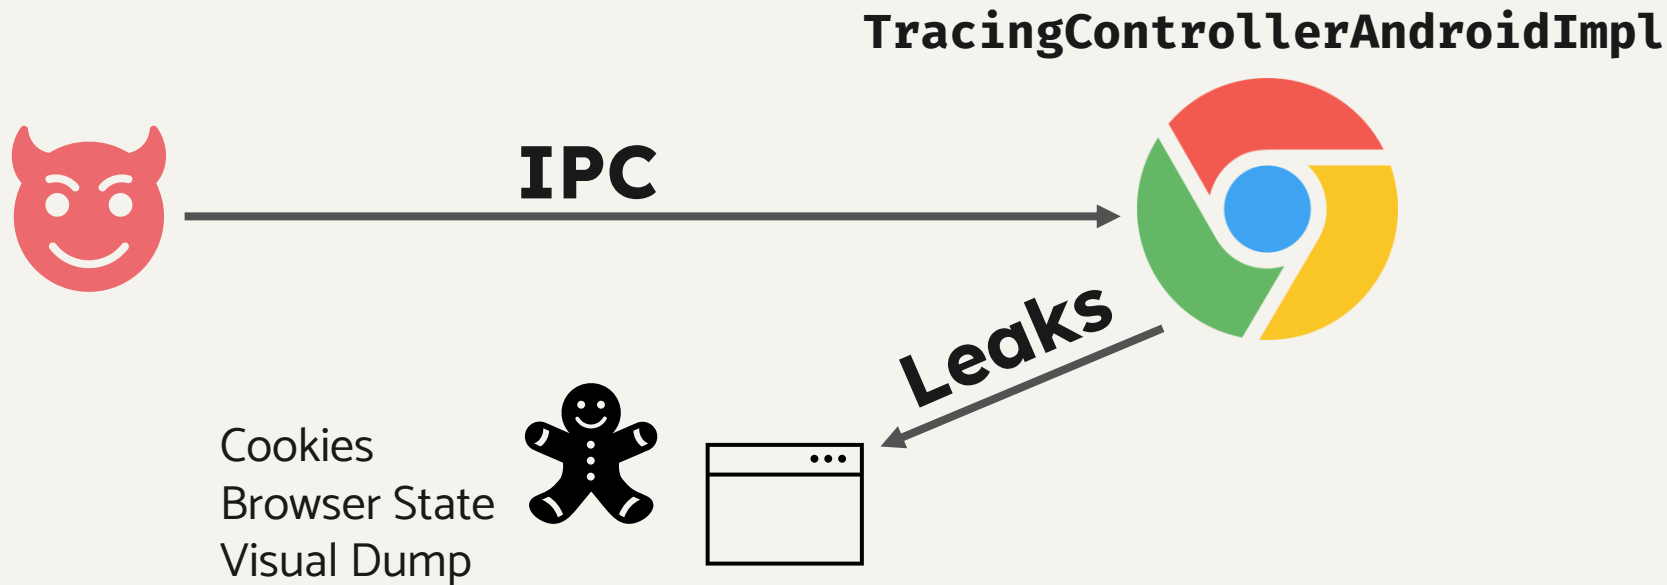 TracingControllerAndroidImpl
IPC
Leaks
Cookies
Browser State
Visual Dump